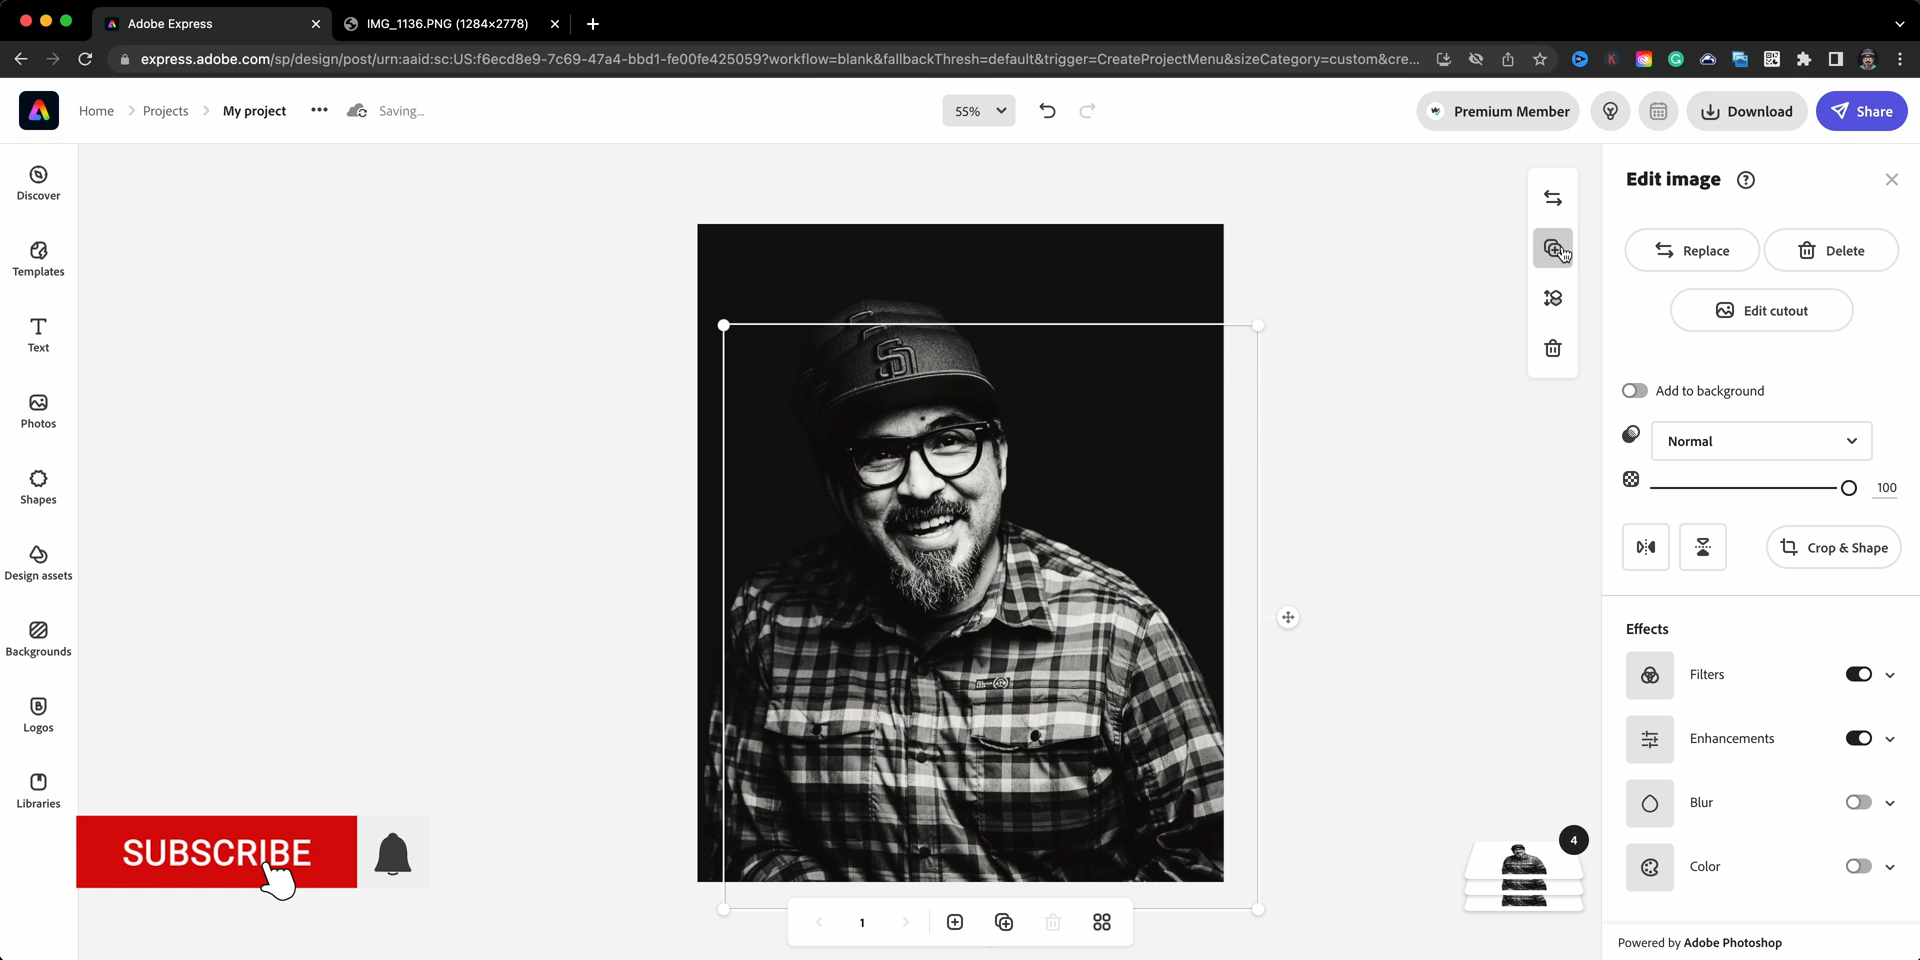 Adobe Express
IMG_1136.PNG (1284×2778)
express.adobe.com/sp/design/post/urn:aaid:sc:US:f6ecd8e9-7c69-47a4-bbd1-fe00fe425059?workflow=blank&fallbackThresh=default&trigger=CreateProjectMenu&sizeCategory=custom&cre...
Home
Projects
My project
Saving...
55%
Premium Member
Download
Share
Discover
Templates
Text
Photos
Shapes
Design assets
Backgrounds
Logos
Libraries
SD
SUBSCRIBE
1
4
Edit image
Replace
Delete
Edit cutout
Add to background
Normal
100
Crop & Shape
Effects
Filters
Enhancements
Blur
Color
Powered by Adobe Photoshop